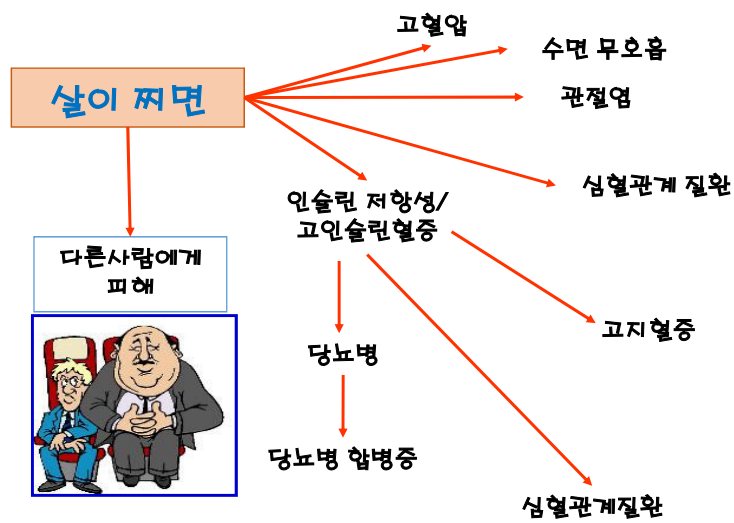 고혈압
수면 무호흡
살이 찌면
관절염
심혈관계 질환
인슐린 저항성/
고인슐린혈증
다른사람에게
피해
고지혈증
당뇨병
당뇨병 합병증
심혈관계질환